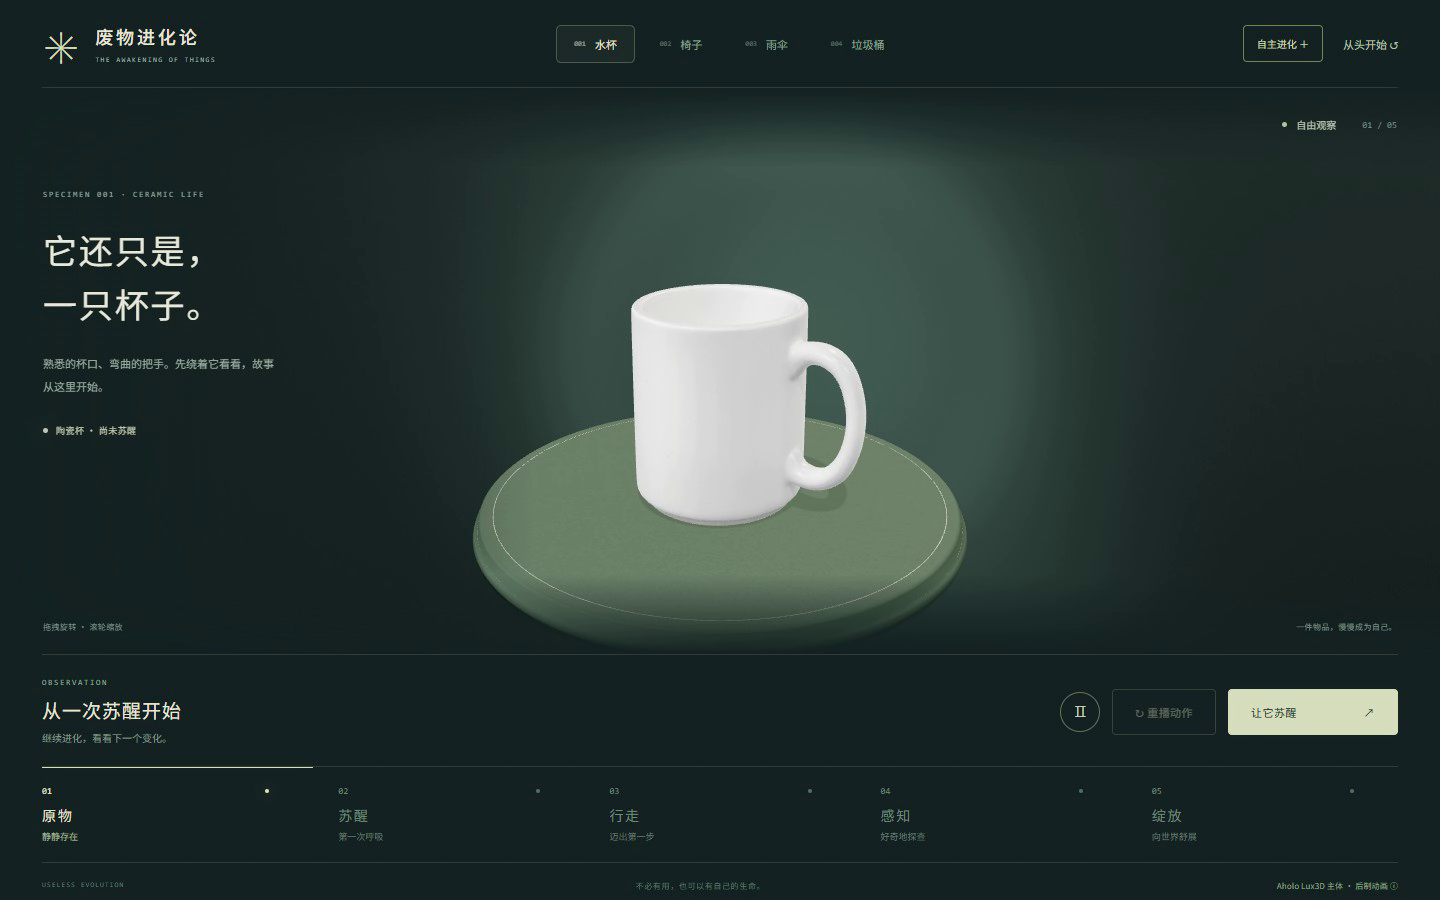 废物进化论
THE AWAKENING OF THINGS
001 水杯
002 椅子
003 雨伞
004 垃圾桶
自主进化 +
从头开始 ↺
自由观察
01 / 05
SPECIMEN 001 · CERAMIC LIFE
它还只是，
一只杯子。
熟悉的杯口、弯曲的把手。先绕着它看看，故事
从这里开始。
陶瓷杯 · 尚未苏醒
拖拽旋转 · 滚轮缩放
一件物品，慢慢成为自己。
OBSERVATION
从一次苏醒开始
继续进化，看看下一个变化。
↻ 重播动作
让它苏醒 ↗
01
原物
静静存在
02
苏醒
第一次呼吸
03
行走
迈出第一步
04
感知
好奇地探查
05
绽放
向世界舒展
USELESS EVOLUTION
不必有用，也可以有自己的生命。
Aholo Lux3D 主体 · 后制动画 ⓘ